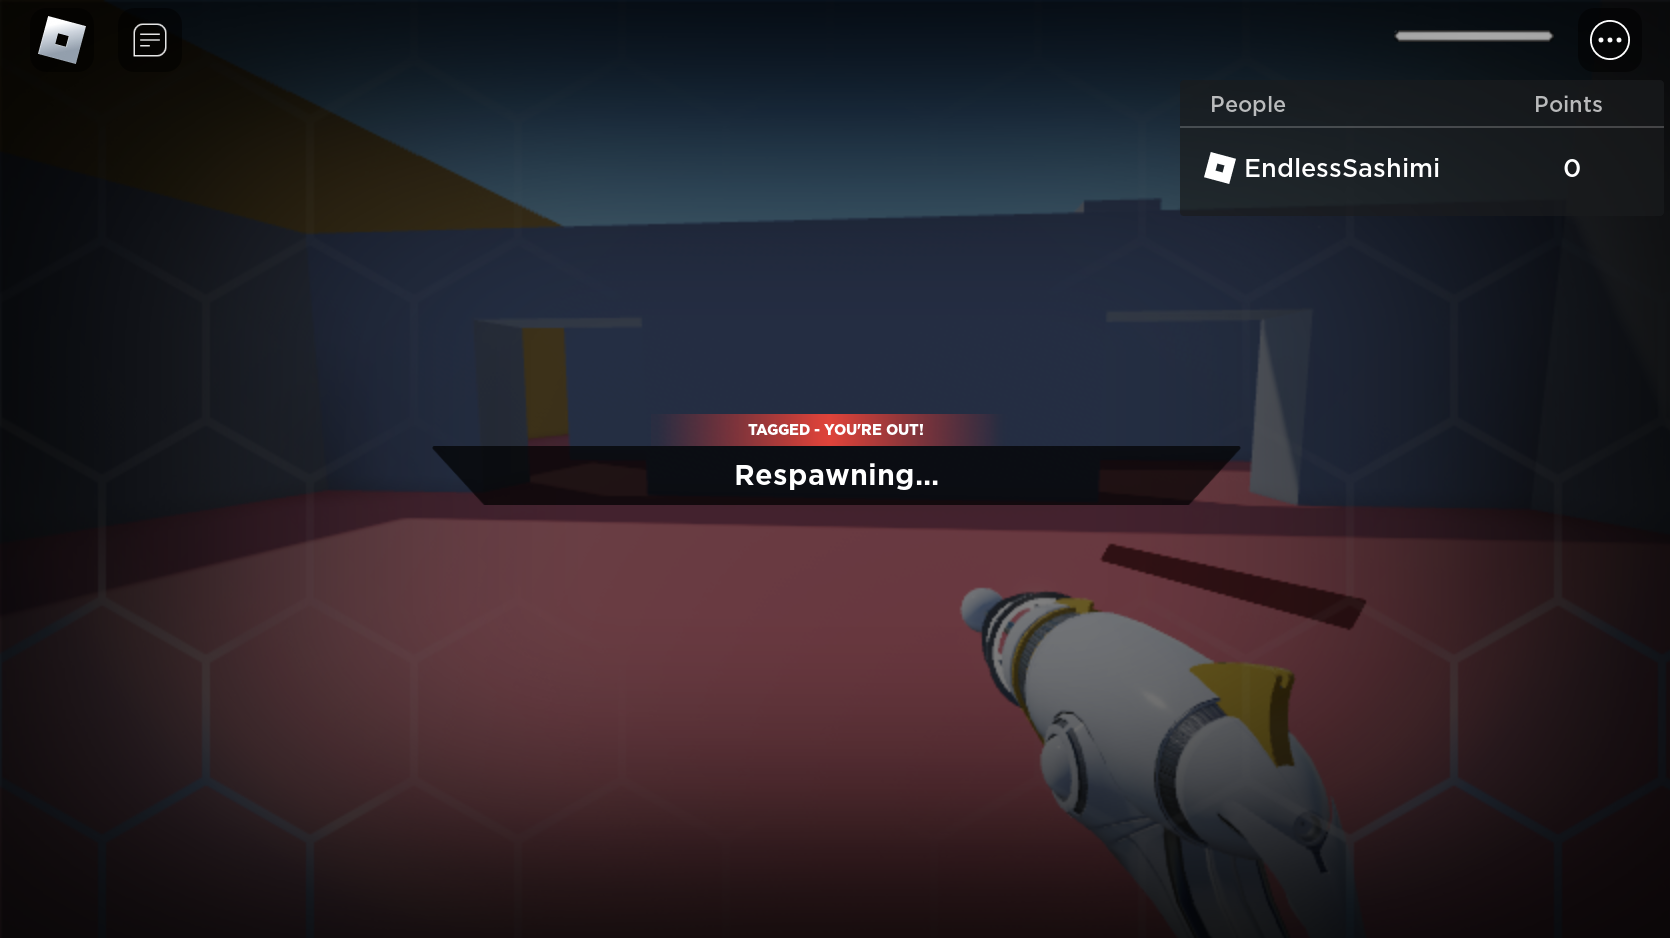 People Points
EndlessSashimi 0
TAGGED - YOU'RE OUT!
Respawning...